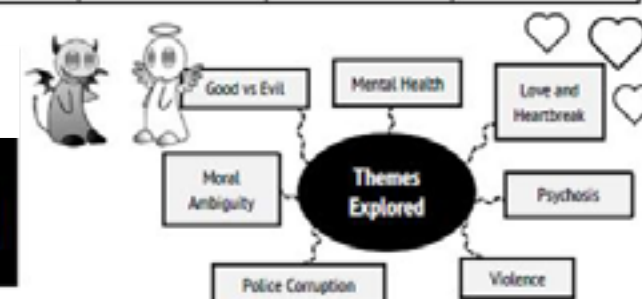 Good vs Evil
Mental Health
Love and
Heartbreak
Moral
Ambiguity
Themes
Explored
Psychosis
Police Corruption
Violence